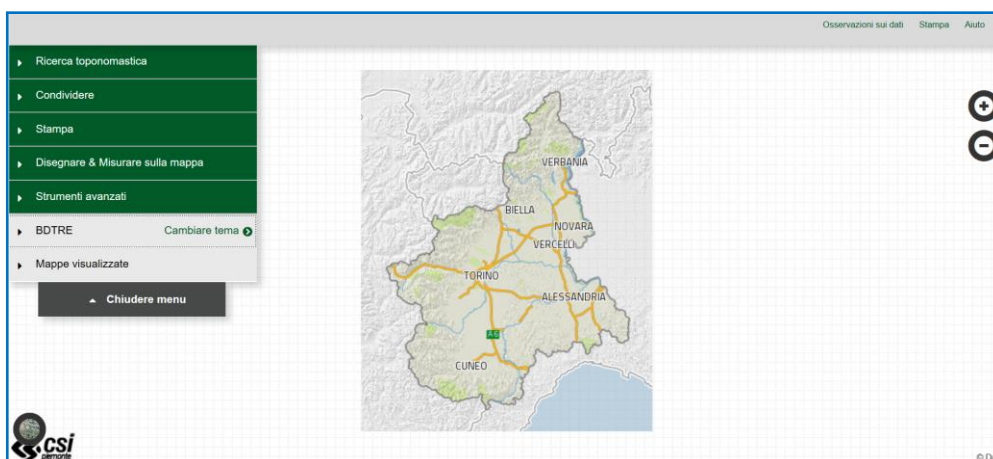 Osservazioni sui dati Stampa Aiuto
Ricerca toponomastica
Condividere
Stampa
Disegnare & Misurare sulla mappa
Strumenti avanzati
BDTRE Cambiare tema
Mappe visualizzate
Chiudere menu
VERBANIA
BIELLA
NOVARA
VERCELLI
TORINO
ALESSANDRIA
A6
CUNEO
csi
piemonte